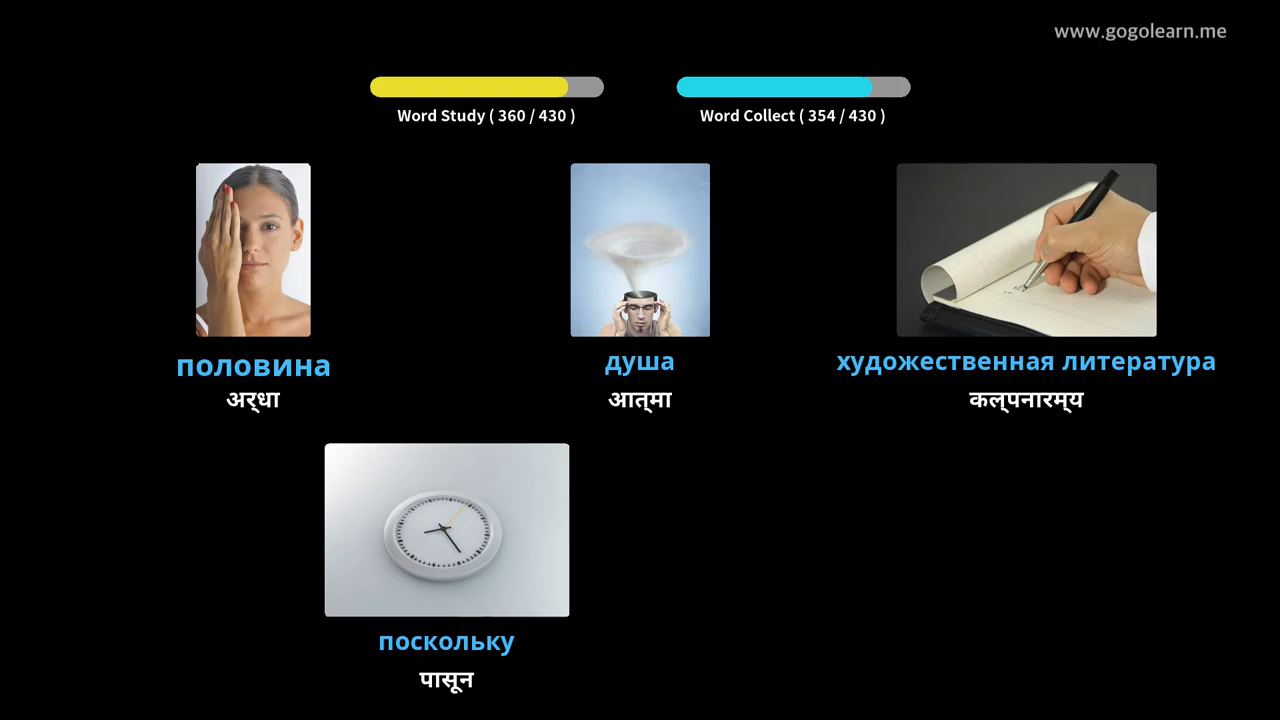 www.gogolearn.me
Word Study ( 360 / 430 )
Word Collect ( 354 / 430 )
половина
अर्धा
душа
आत्मा
художественная литература
कल्पनारम्य
поскольку
पासून